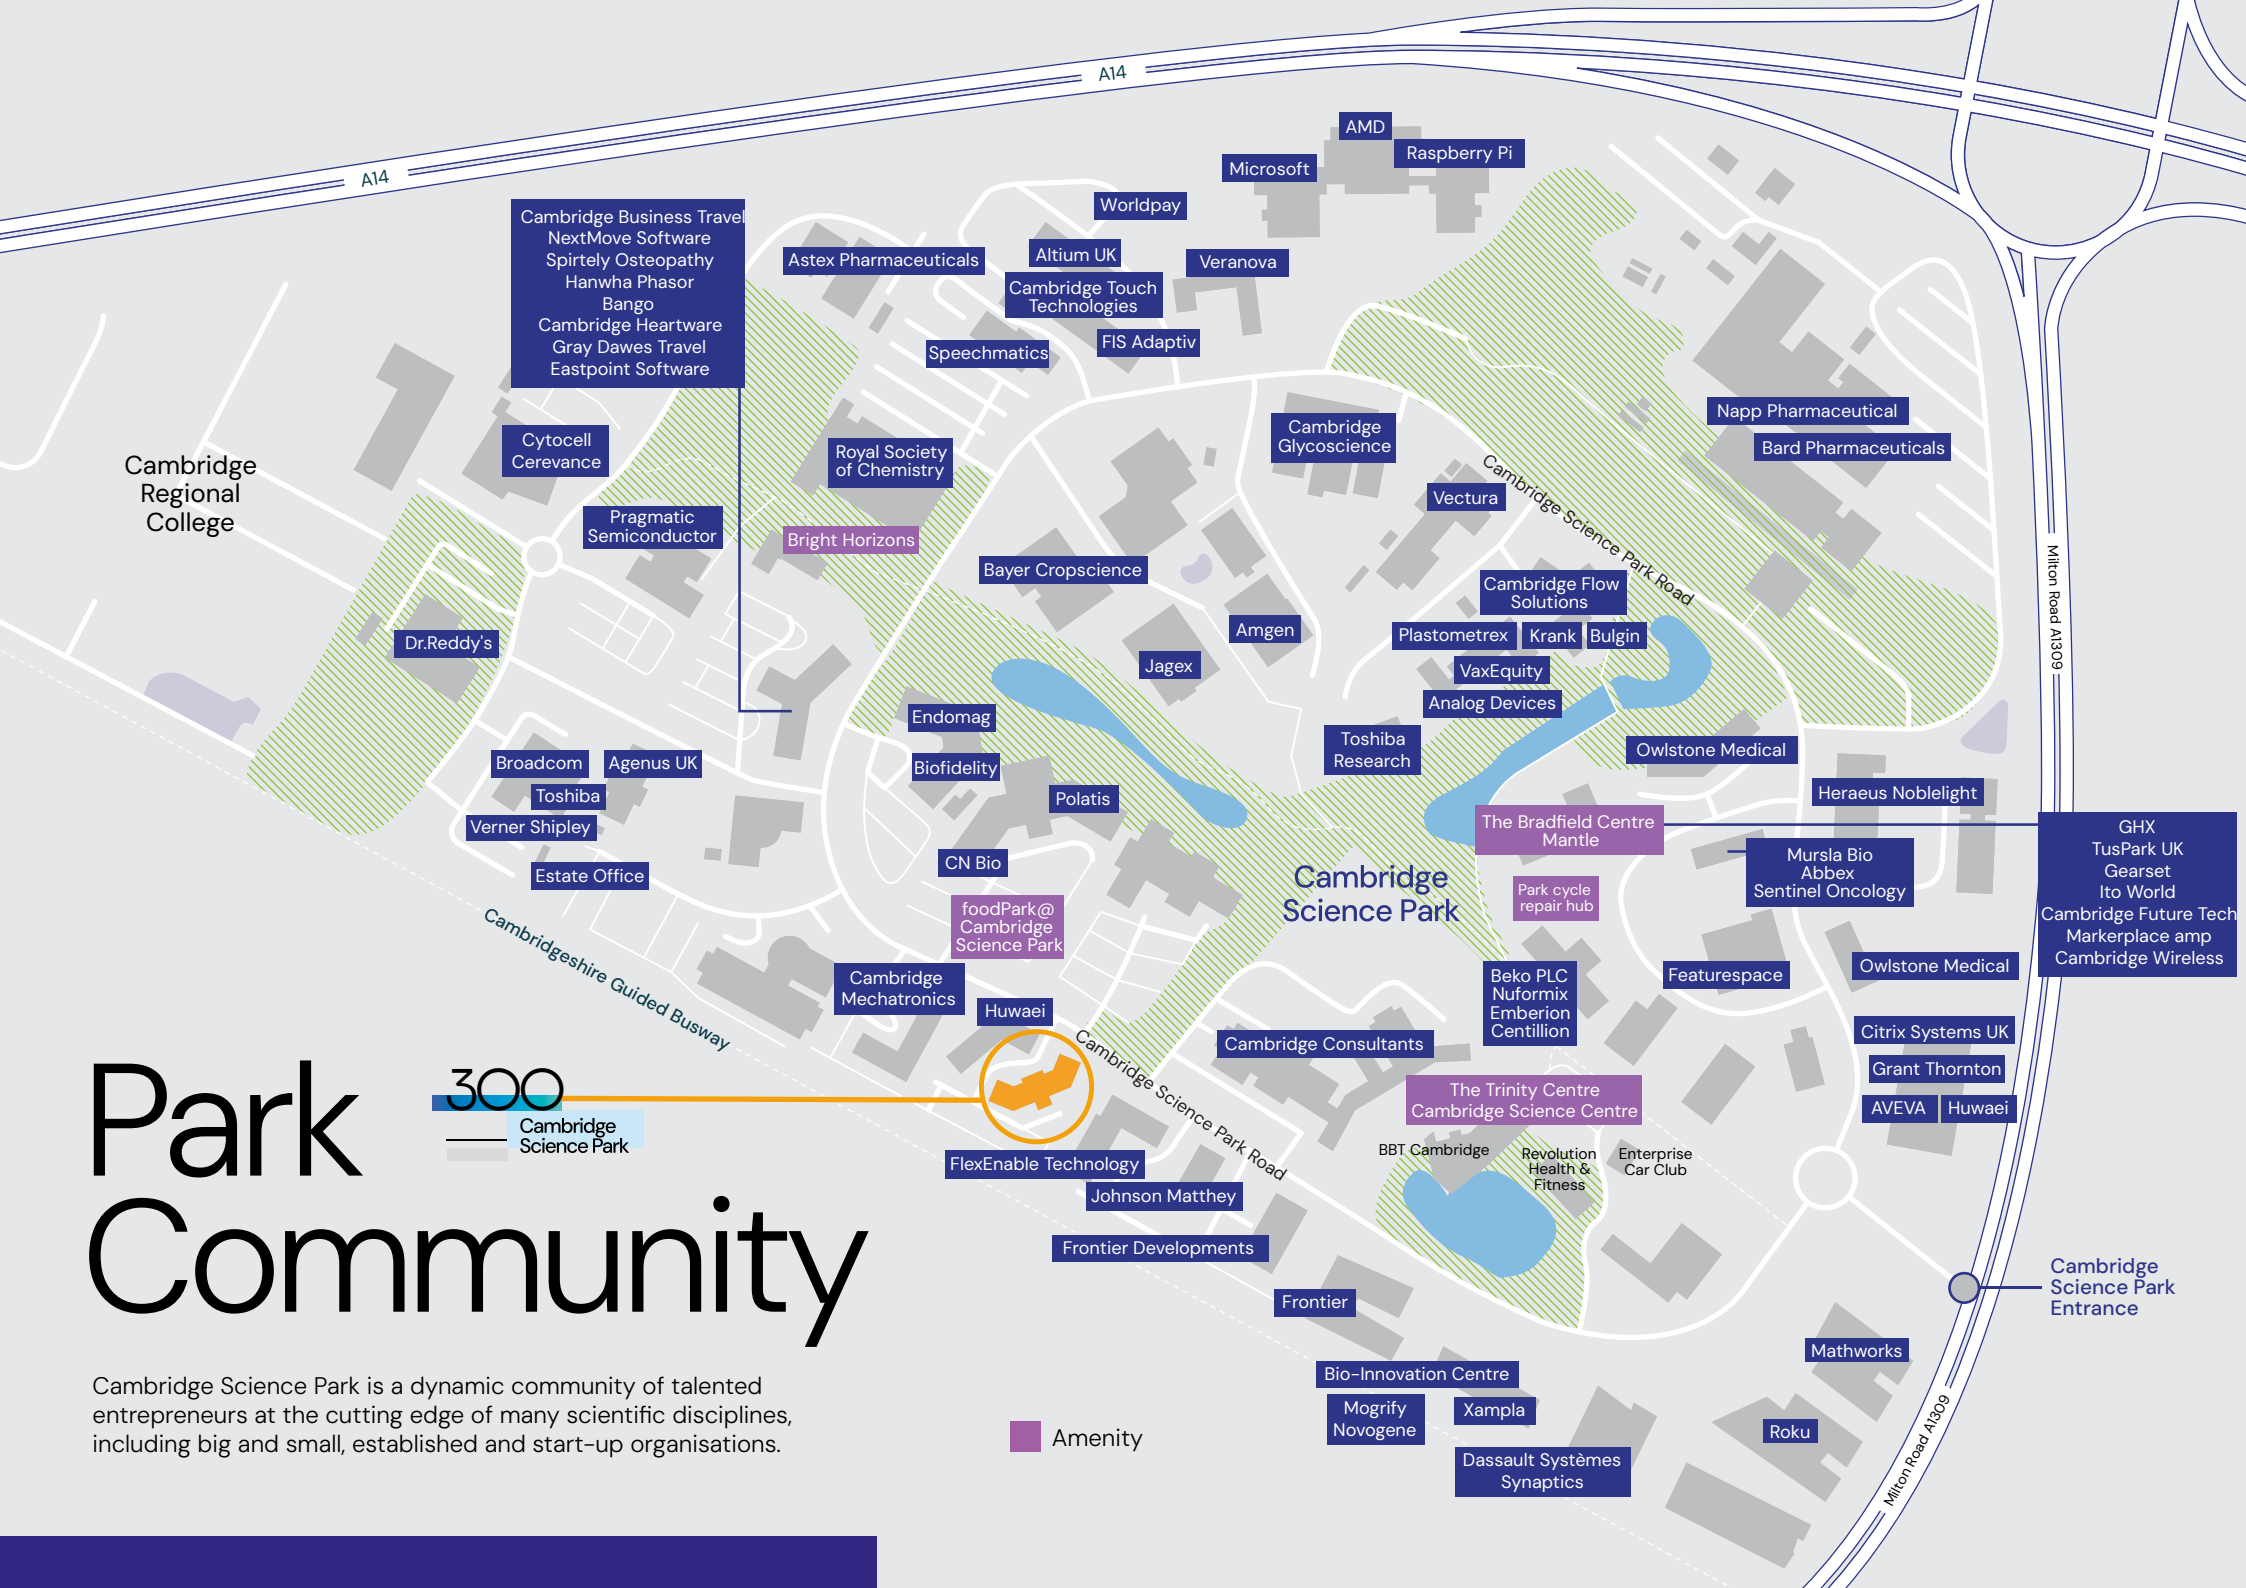 A14
A14
AMD
Raspberry Pi
Microsoft
Worldpay
Altium UK
Veranova
Astex Pharmaceuticals
Cambridge Touch
Technologies
FIS Adaptiv
Speechmatics
Cambridge Business Travel
NextMove Software
Spirtely Osteopathy
Hanwha Phasor
Bango
Cambridge Heartware
Gray Dawes Travel
Eastpoint Software
Cytocell
Cerevance
Cambridge
Regional
College
Royal Society
of Chemistry
Pragmatic
Semiconductor
Bright Horizons
Cambridge
Glycoscience
Napp Pharmaceutical
Bard Pharmaceuticals
Vectura
Cambridge Science Park Road
Milton Road A1309
Bayer Cropscience
Cambridge Flow
Solutions
Amgen
Plastometrex
Krank
Bulgin
Jagex
VaxEquity
Analog Devices
Dr.Reddy's
Endomag
Toshiba
Research
Owlstone Medical
Biofidelity
Broadcom
Agenus UK
Toshiba
Verner Shipley
Estate Office
Polatis
Heraeus Noblelight
The Bradfield Centre
Mantle
GHX
TusPark UK
Gearset
Ito World
Cambridge Future Tech
Markerplace amp
Cambridge Wireless
Mursla Bio
Abbex
Sentinel Oncology
CN Bio
Cambridge
Science Park
Park cycle
repair hub
foodPark@
Cambridge
Science Park
Cambridgeshire Guided Busway
Cambridge
Mechatronics
Huwaei
Beko PLC
Nuformix
Emberion
Centillion
Featurespace
Owlstone Medical
Cambridge Consultants
Citrix Systems UK
Grant Thornton
AVEVA
Huwaei
Cambridge Science Park Road
The Trinity Centre
Cambridge Science Centre
BBT Cambridge
Revolution
Health &
Fitness
Enterprise
Car Club
300
Cambridge
Science Park
FlexEnable Technology
Johnson Matthey
Frontier Developments
Frontier
Cambridge
Science Park
Entrance
Park
Community
Mathworks
Bio-Innovation Centre
Mogrify
Novogene
Xampla
Roku
Milton Road A1309
Dassault Systèmes
Synaptics
Cambridge Science Park is a dynamic community of talented
entrepreneurs at the cutting edge of many scientific disciplines,
including big and small, established and start-up organisations.
Amenity